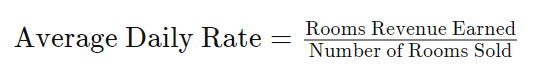 Average Daily Rate = Rooms Revenue Earned
Number of Rooms Sold